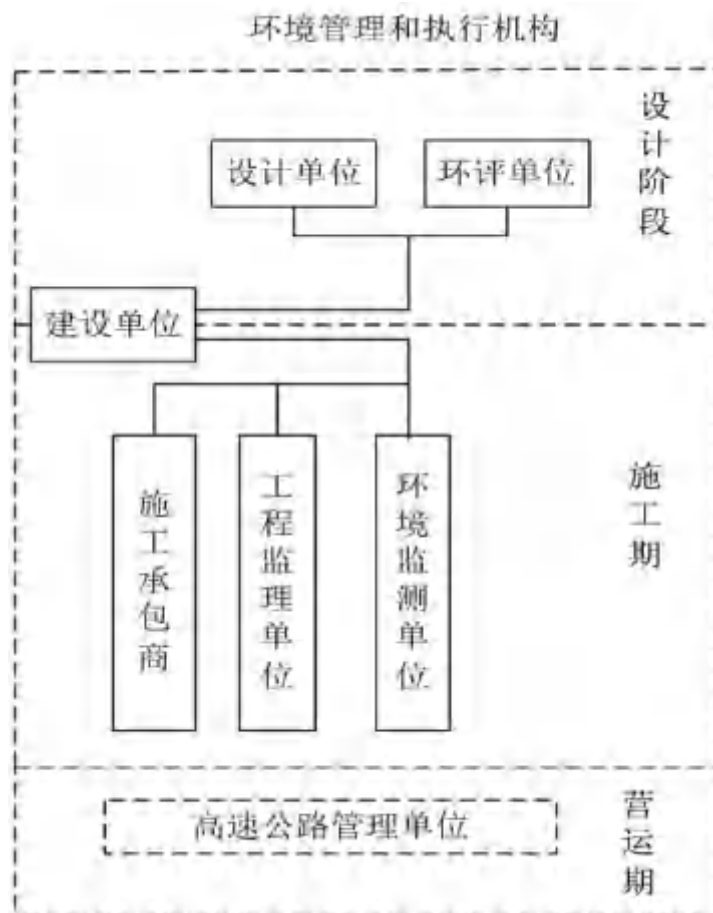 环境管理和执行机构
设计阶段
设计单位
环评单位
建设单位
施工承包商
工程监理单位
环境监测单位
施工期
高速公路管理单位
营运期